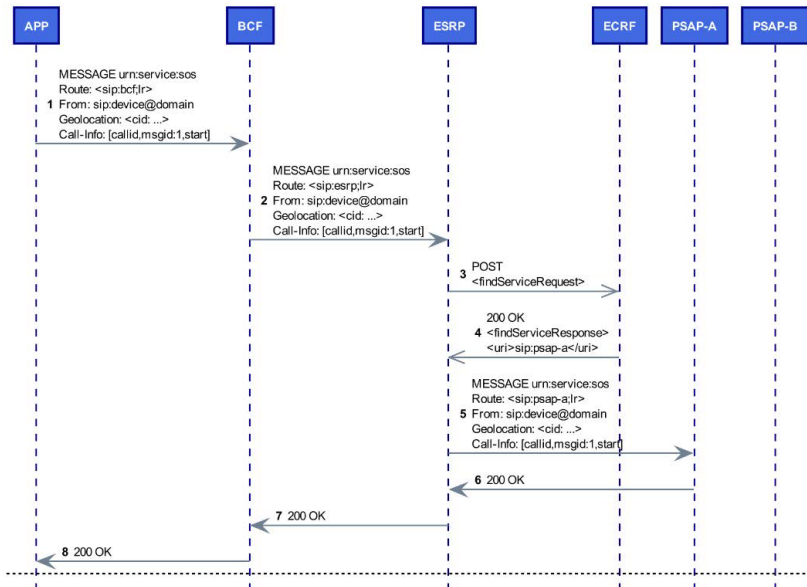 APP BCF ESRP ECRF PSAP-A PSAP-B
MESSAGE urn:service:sos
Route: <sip:bcf;lr>
1 From: sip:device@domain
Geolocation: <cid: ...>
Call-Info: [callid,msgid:1,start]
MESSAGE urn:service:sos
Route: <sip:esrp;lr>
2 From: sip:device@domain
Geolocation: <cid: ...>
Call-Info: [callid,msgid:1,start]
POST
3 <findServiceRequest>
200 OK
4 <findServiceResponse>
<uri>sip:psap-a</uri>
MESSAGE urn:service:sos
Route: <sip:psap-a;lr>
5 From: sip:device@domain
Geolocation: <cid: ...>
Call-Info: [callid,msgid:1,start]
6 200 OK
7 200 OK
8 200 OK